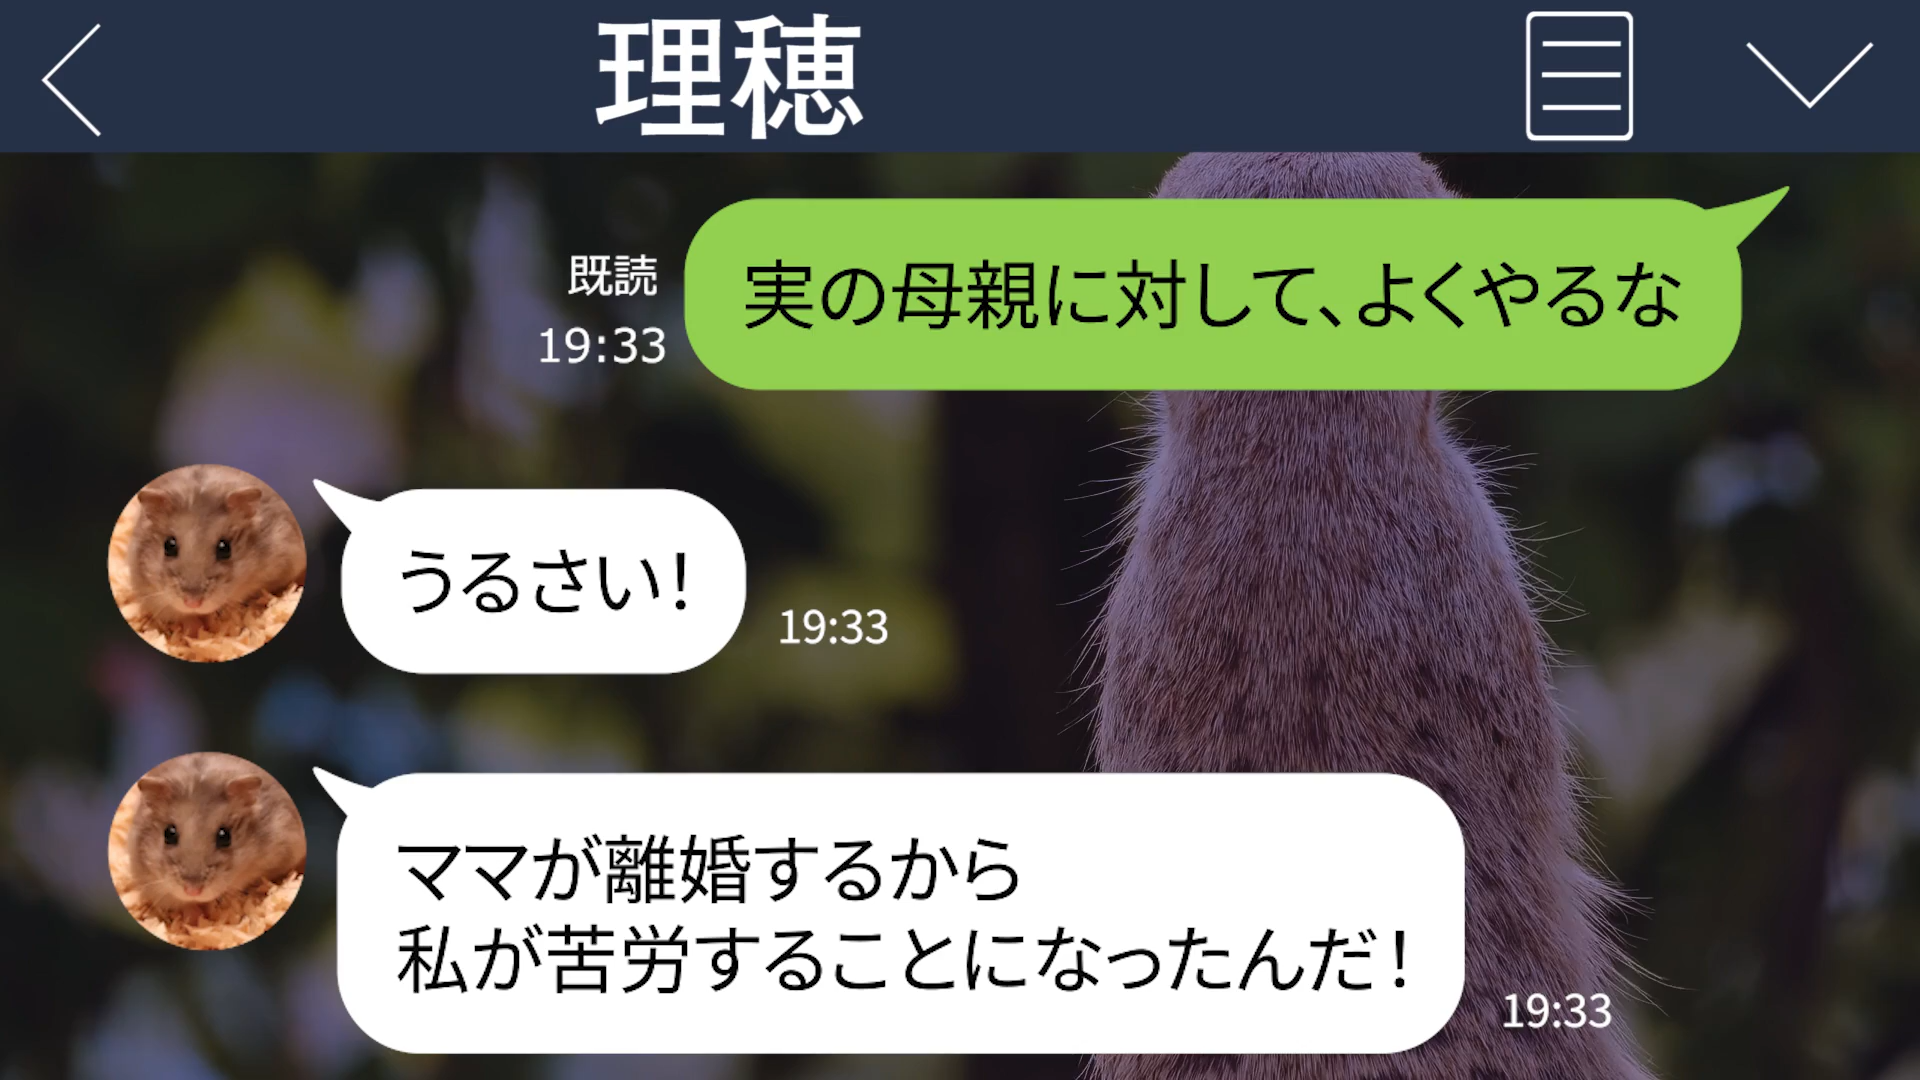 理穂
実の母親に対して、よくやるな
既読
19:33
うるさい！
19:33
ママが離婚するから
私が苦労することになったんだ！
19:33